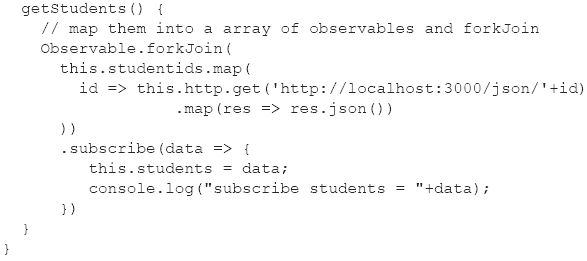 getStudents() {
// map them into a array of observables and forkJoin
Observable.forkJoin(
this.studentids.map(
id => this.http.get('http://localhost:3000/json/'+id)
.map(res => res.json())
))
.subscribe(data => {
this.students = data;
console.log("subscribe students = "+data);
})
}
}